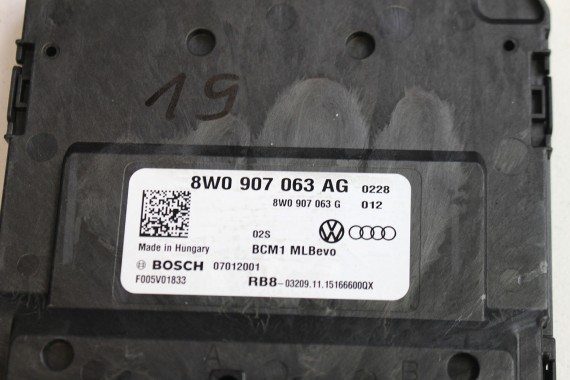 19
8W0 907 063 AG 0228
8W0 907 063 G 012
02S
Made in Hungary BCM1 MLBevo
BOSCH 07012001
F005V01833 RB8-03209.11.15166600QX
A B